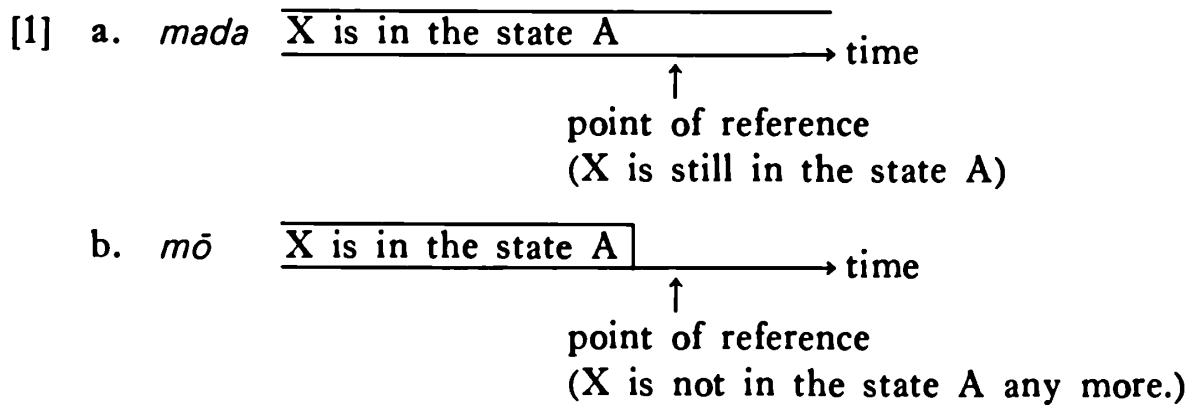 [1] a. mada X is in the state A
time
point of reference
(X is still in the state A)
b. mō X is in the state A
time
point of reference
(X is not in the state A any more.)